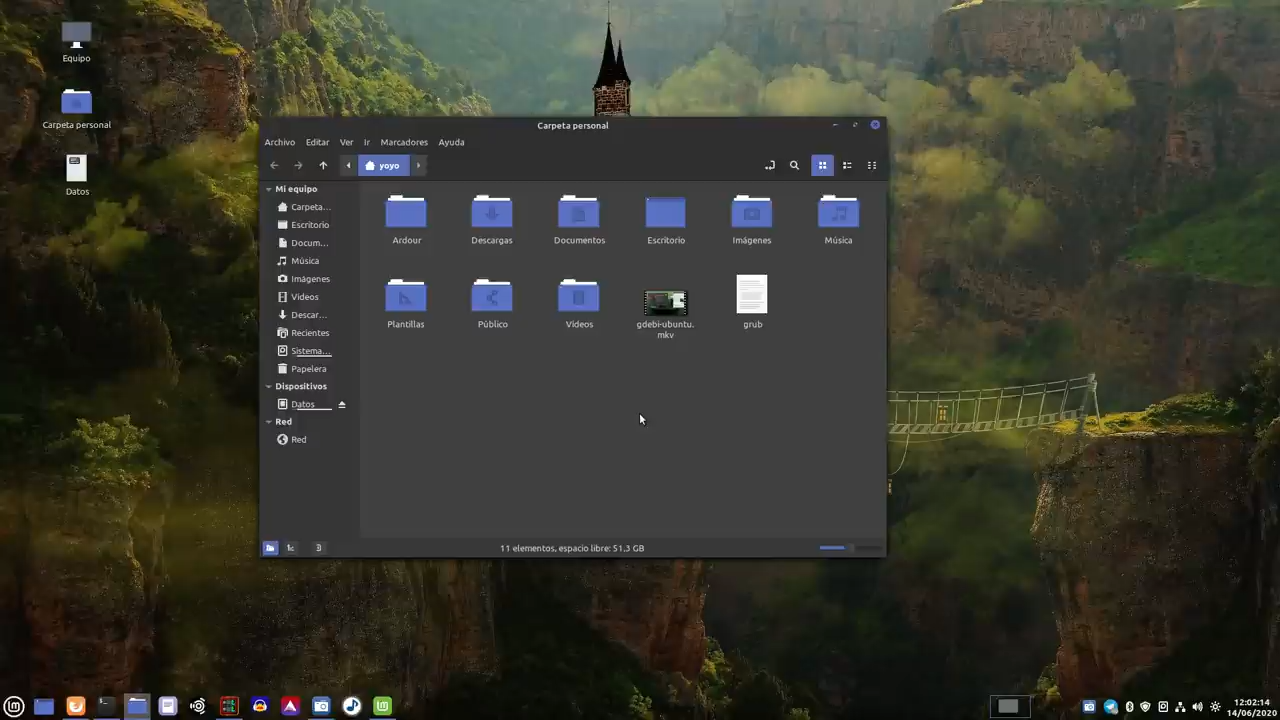 Equipo
Carpeta personal
Datos
Carpeta personal
Archivo Editar Ver Ir Marcadores Ayuda
yoyo
Mi equipo
Carpeta...
Escritorio
Docum...
Música
Imágenes
Videos
Descar...
Recientes
Sistema...
Papelera
Dispositivos
Datos
Red
Red
Ardour Descargas Documentos Escritorio Imágenes Música
Plantillas Público Videos gdebi-ubuntu. grub
mkv
11 elementos, espacio libre: 51,3 GB
12:02:14
14/06/2020